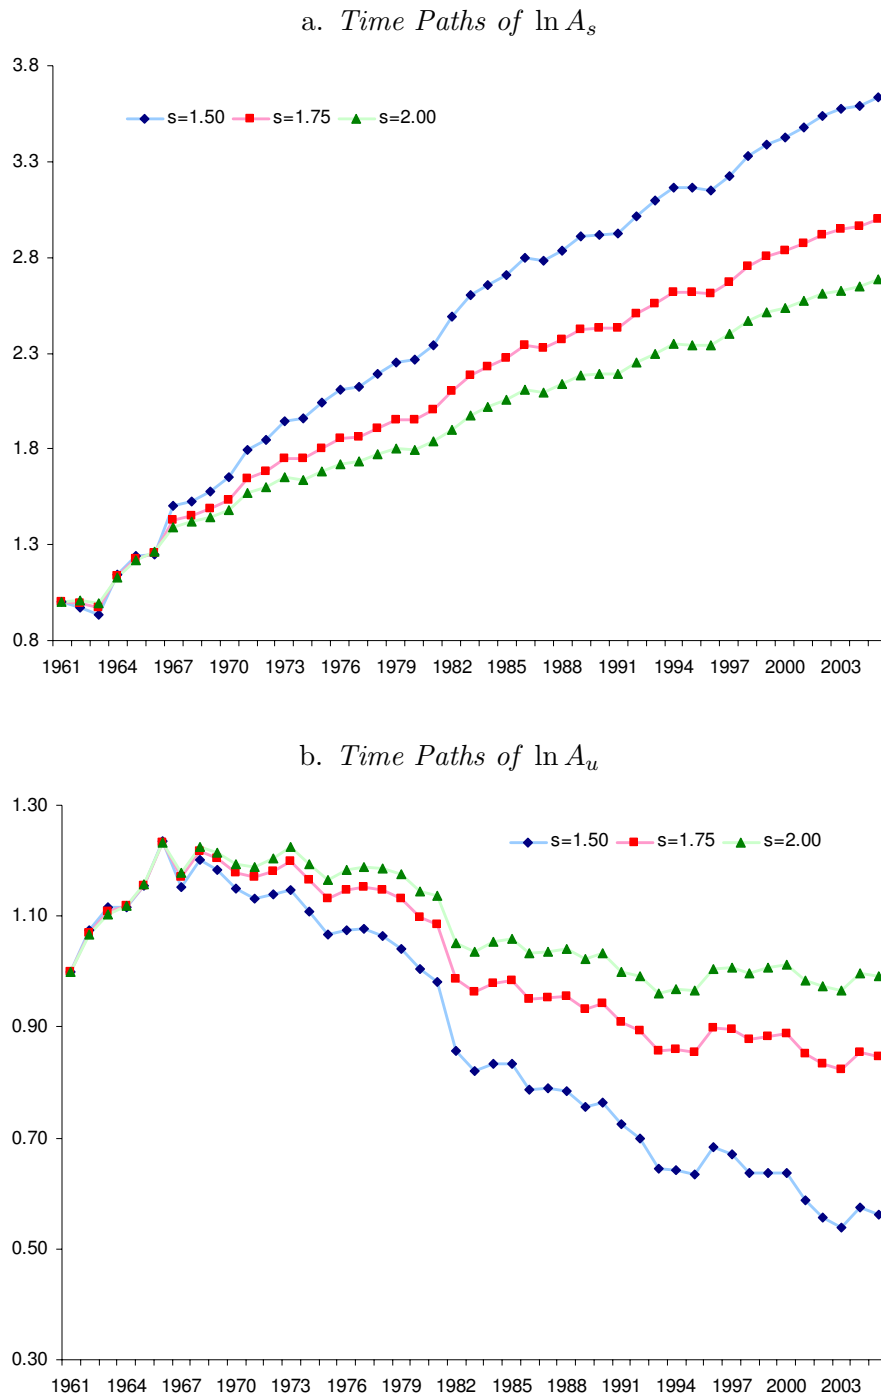 a. Time Paths of ln A_s
3.8
s=1.50 s=1.75 s=2.00
3.3
2.8
2.3
1.8
1.3
0.8
1961 1964 1967 1970 1973 1976 1979 1982 1985 1988 1991 1994 1997 2000 2003
b. Time Paths of ln A_u
1.30
s=1.50 s=1.75 s=2.00
1.10
0.90
0.70
0.50
0.30
1961 1964 1967 1970 1973 1976 1979 1982 1985 1988 1991 1994 1997 2000 2003